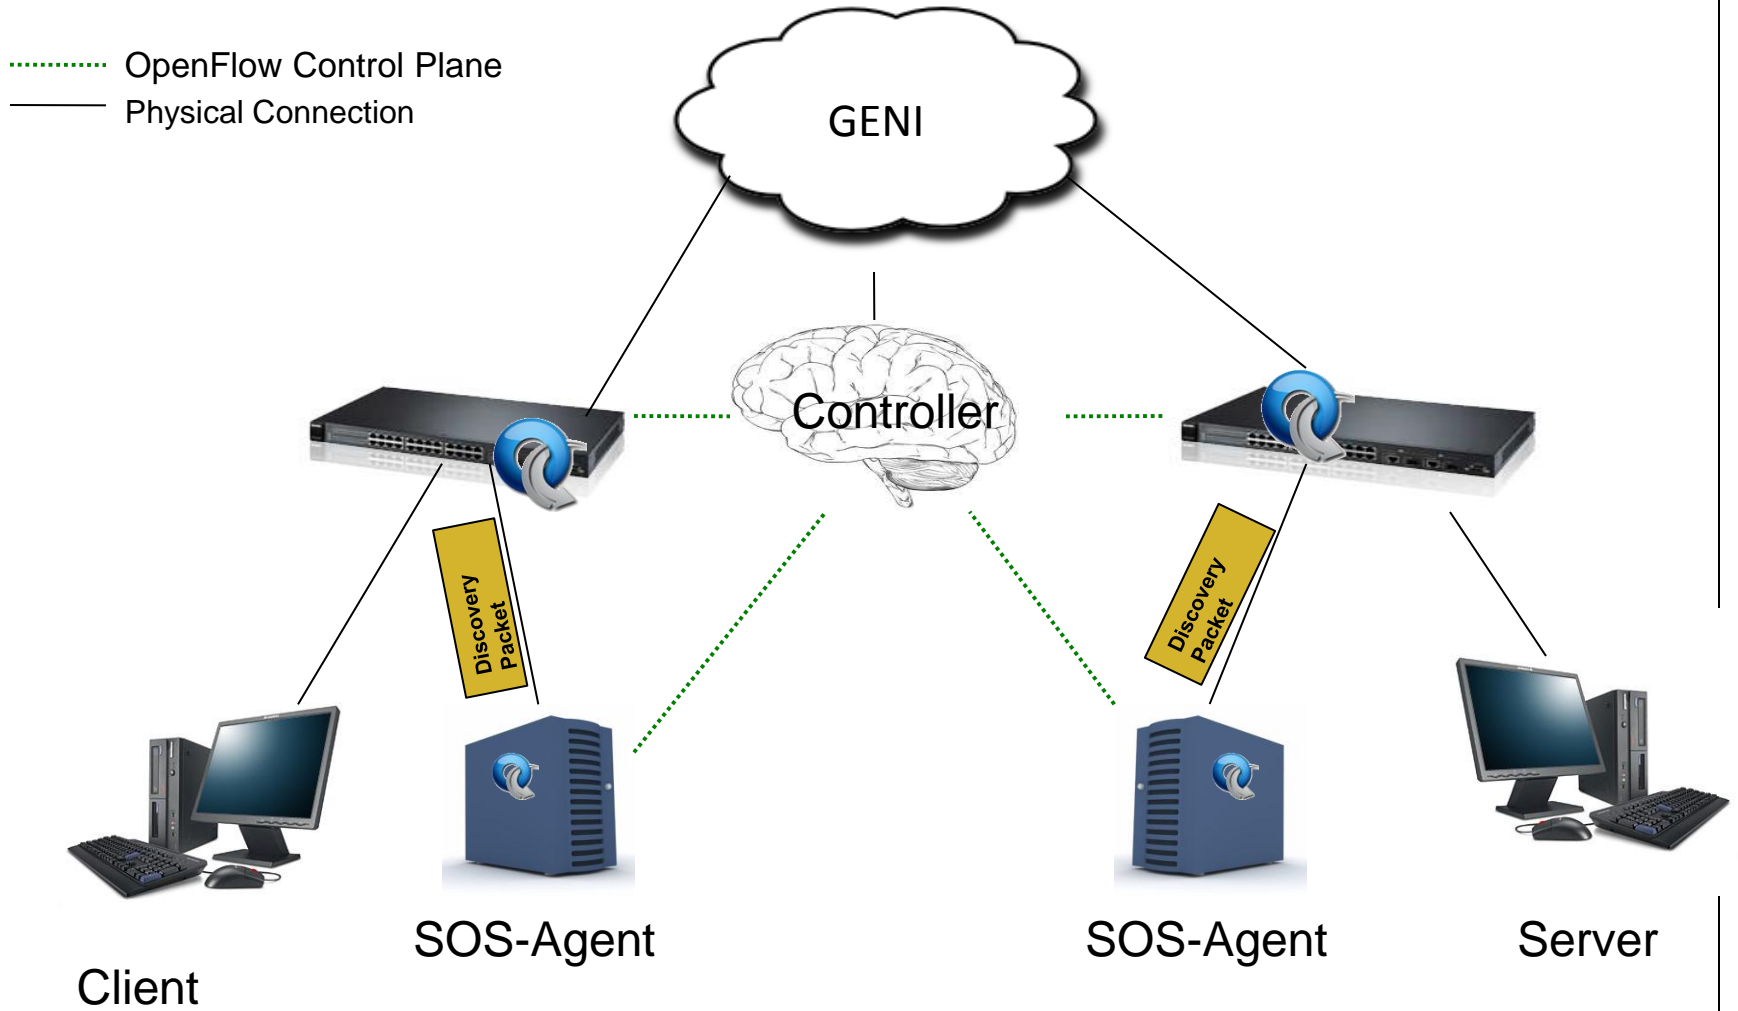 OpenFlow Control Plane
Physical Connection
GENI
Controller
Discovery
Packet
Discovery
Packet
SOS-Agent
SOS-Agent
Server
Client